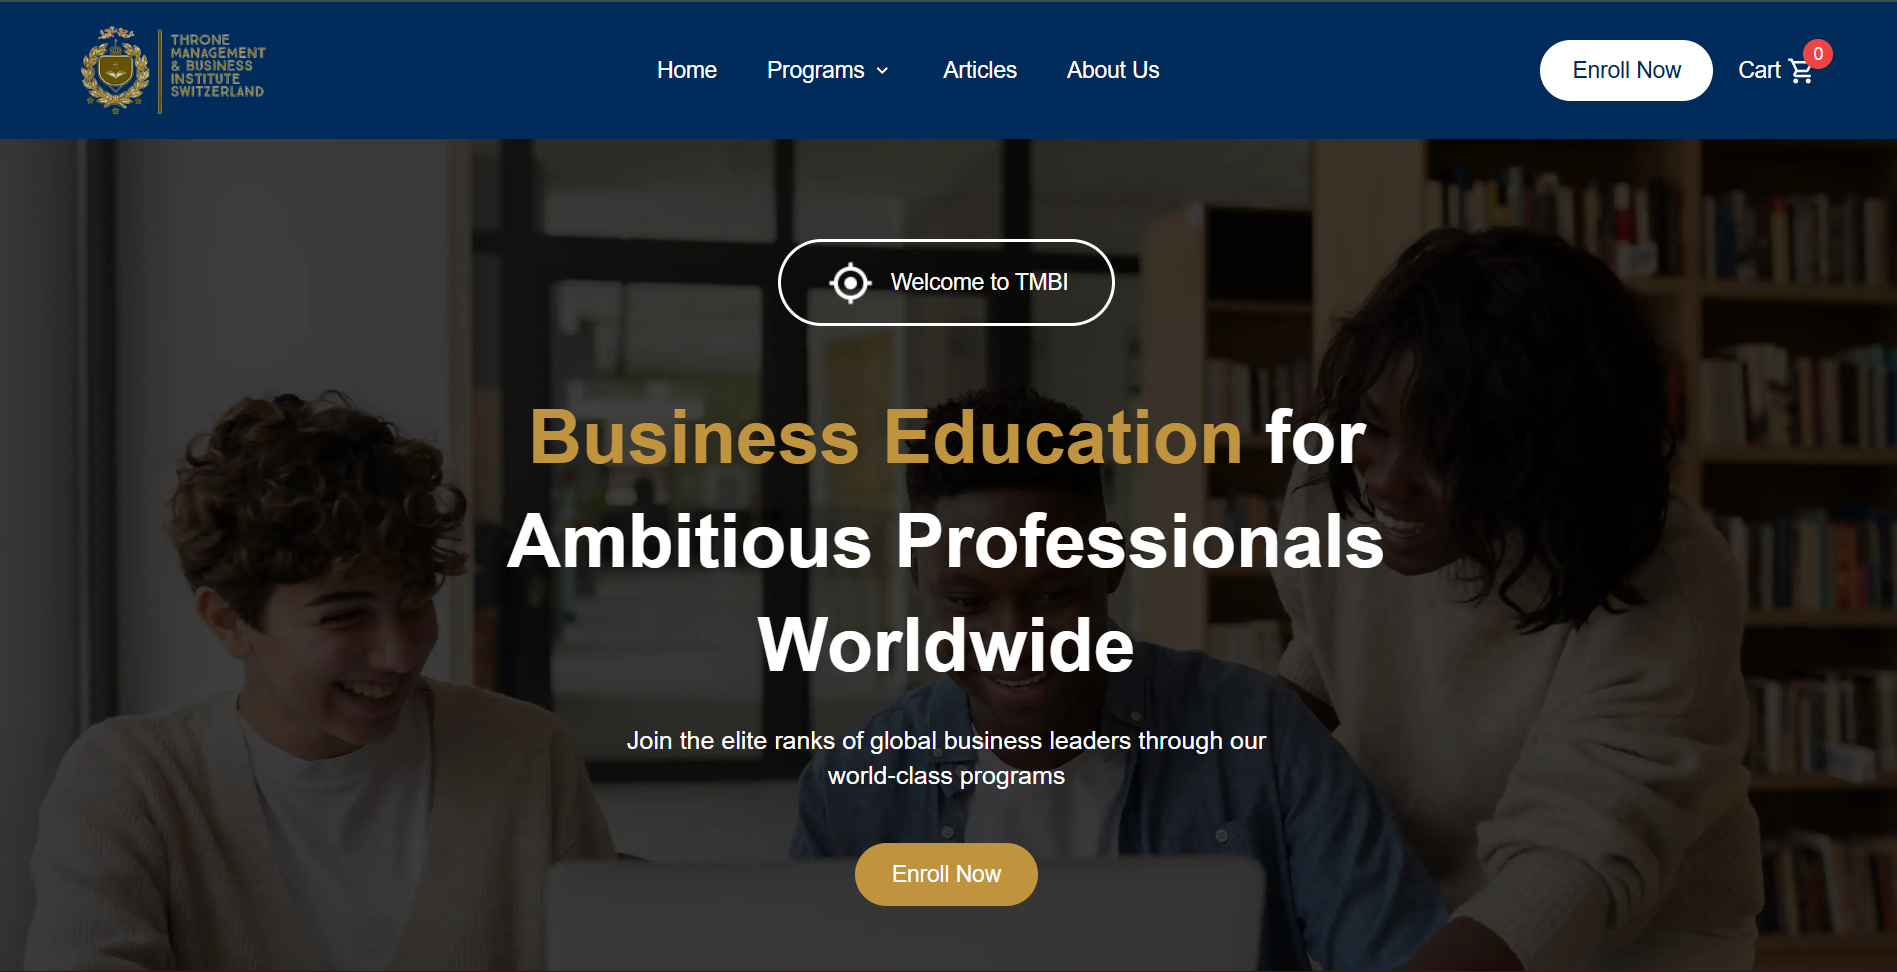 THRONE
MANAGEMENT
& BUSINESS
INSTITUTE
SWITZERLAND
Home
Programs
Articles
About Us
Enroll Now
Cart
0
Welcome to TMBI
Business Education for
Ambitious Professionals
Worldwide
Join the elite ranks of global business leaders through our
world-class programs
Enroll Now